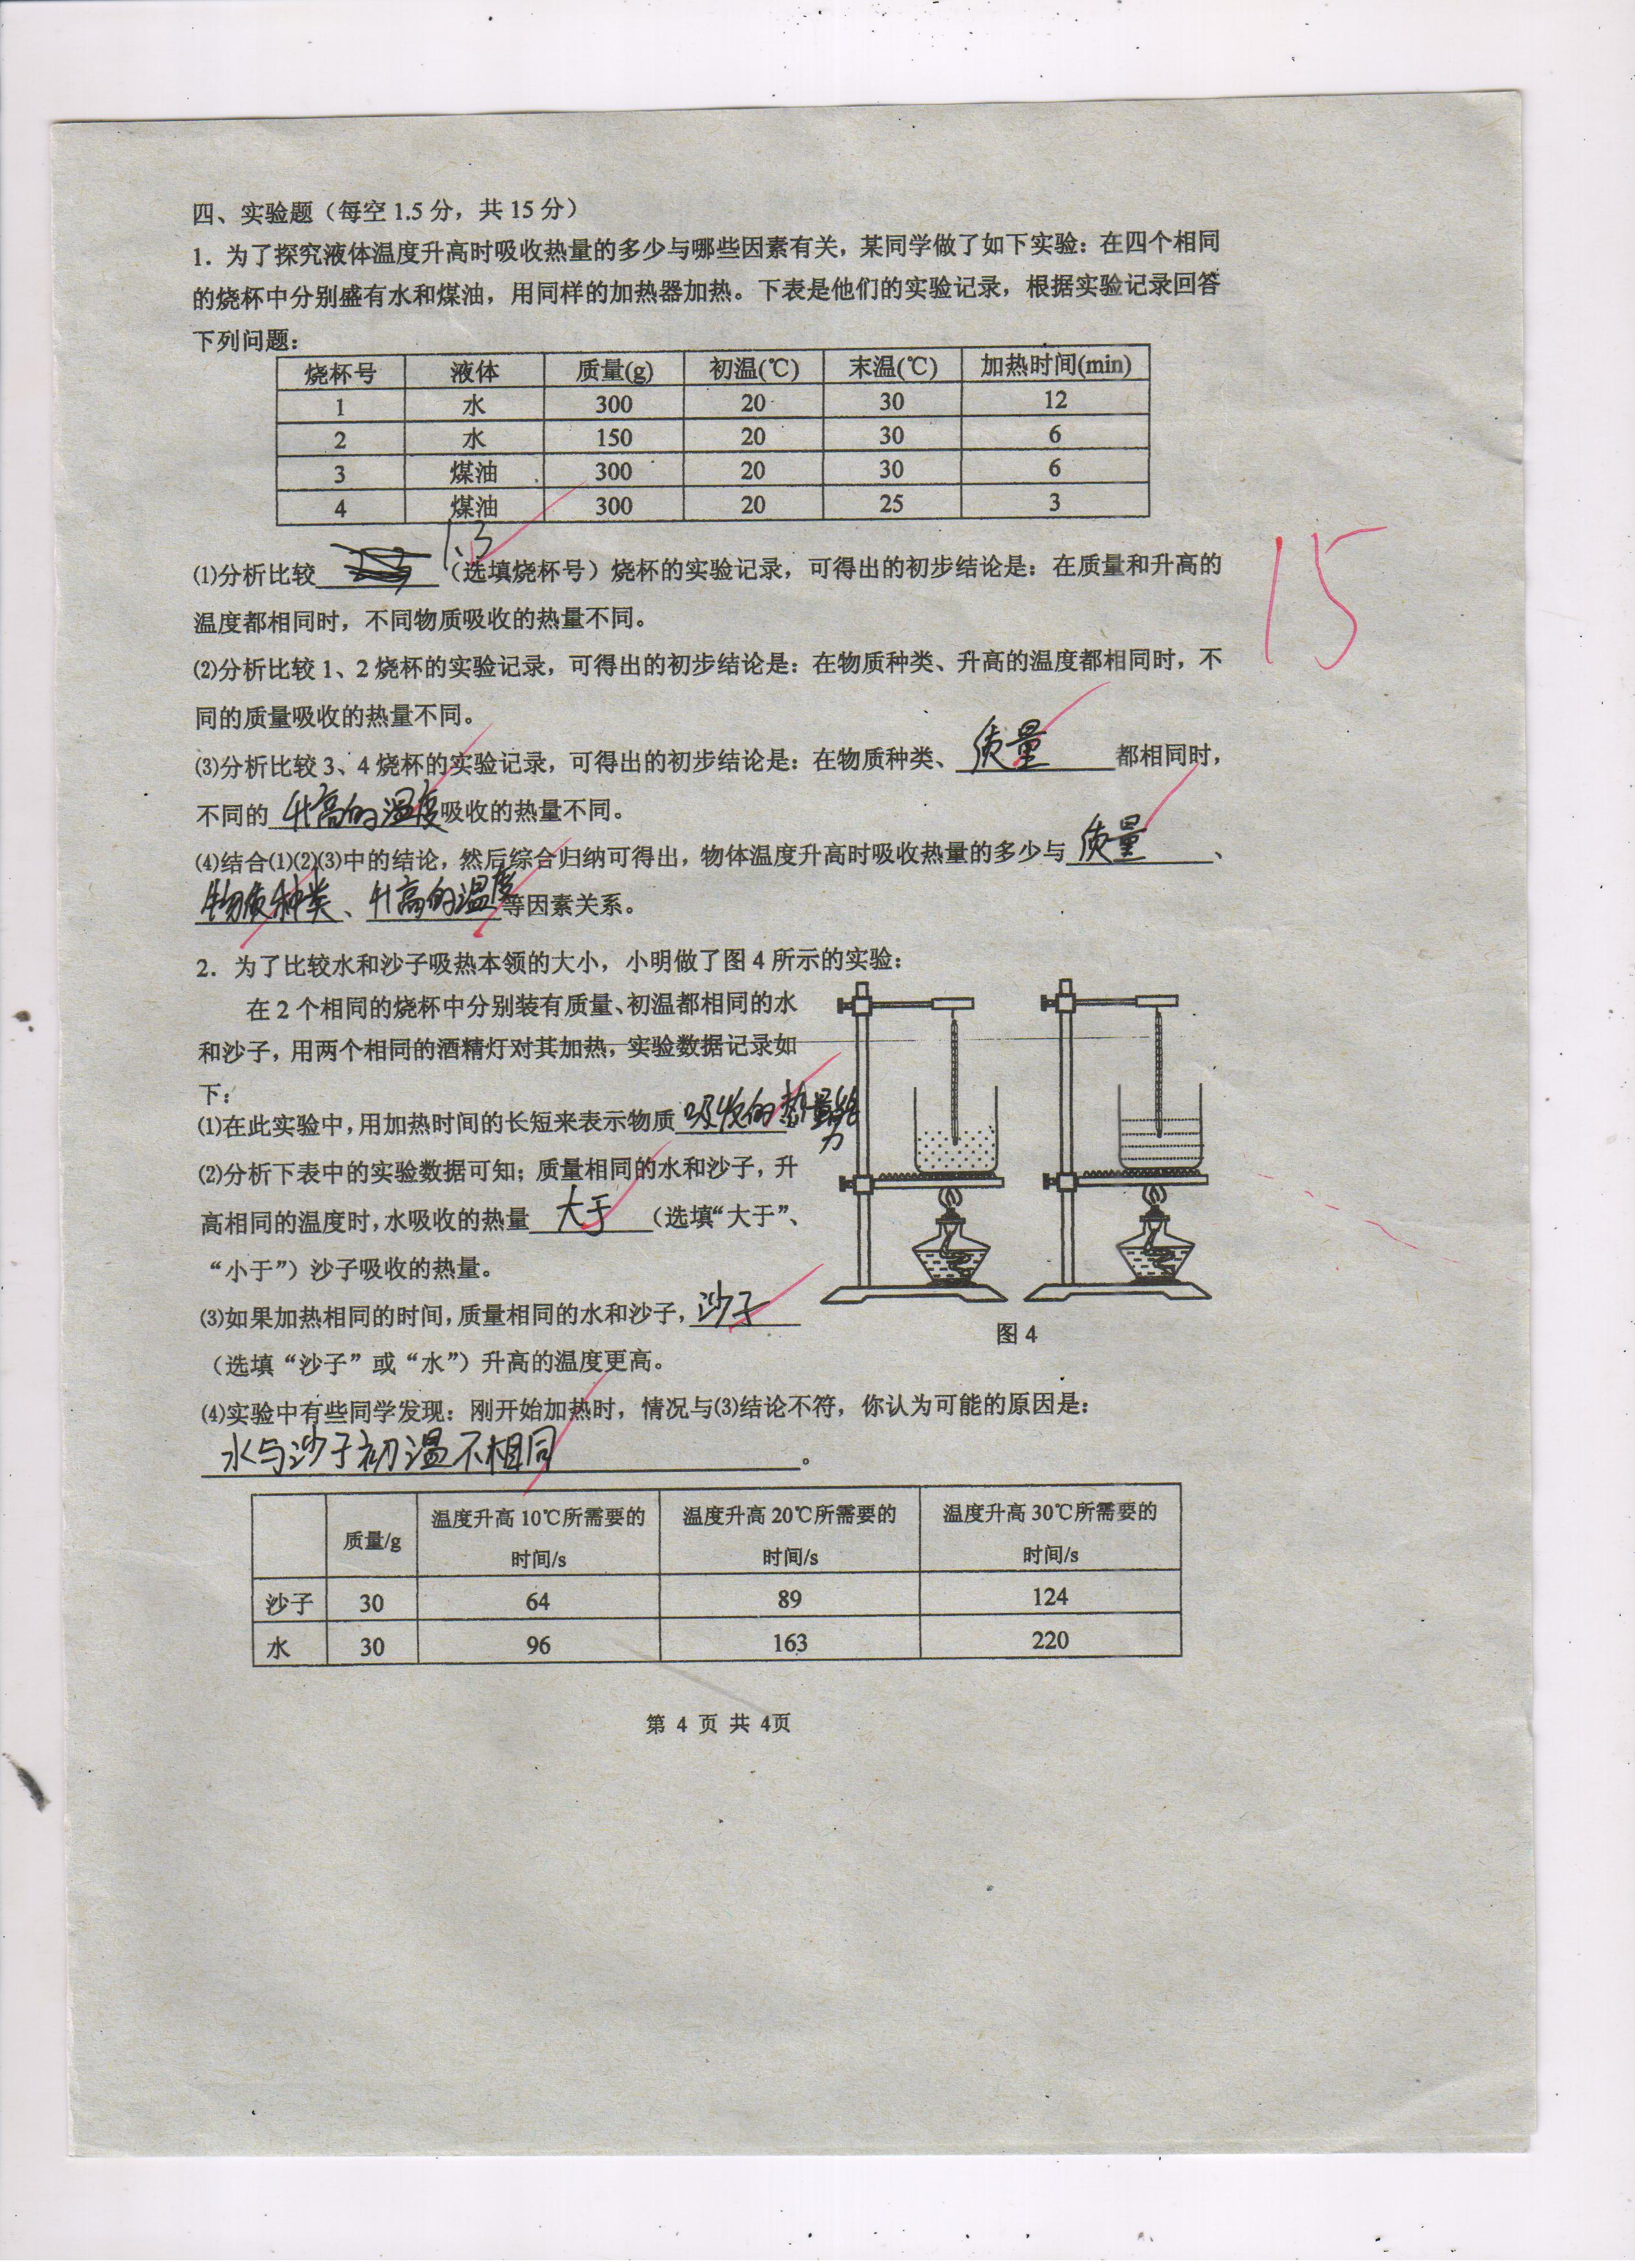 四、实验题（每空1.5分，共15分）
1．为了探究液体温度升高时吸收热量的多少与哪些因素有关，某同学做了如下实验：在四个相同
的烧杯中分别盛有水和煤油，用同样的加热器加热。下表是他们的实验记录，根据实验记录回答
下列问题：
烧杯号 液体 质量(g) 初温(℃) 末温(℃) 加热时间(min)
1 水 300 20 30 12
2 水 150 20 30 6
3 煤油 300 20 30 6
4 煤油 300 20 25 3
1.3
⑴分析比较（选填烧杯号）烧杯的实验记录，可得出的初步结论是：在质量和升高的
15
温度都相同时，不同物质吸收的热量不同。
⑵分析比较1、2烧杯的实验记录，可得出的初步结论是：在物质种类、升高的温度都相同时，不
同的质量吸收的热量不同。
⑶分析比较3、4烧杯的实验记录，可得出的初步结论是：在物质种类、质量都相同时，
不同的升高的温度吸收的热量不同。
⑷结合⑴⑵⑶中的结论，然后综合归纳可得出，物体温度升高时吸收热量的多少与质量、
物质种类、升高的温度等因素关系。
2．为了比较水和沙子吸热本领的大小，小明做了图4所示的实验：
在2个相同的烧杯中分别装有质量、初温都相同的水
和沙子，用两个相同的酒精灯对其加热，实验数据记录如
下：
⑴在此实验中，用加热时间的长短来表示物质吸收的热量
⑵分析下表中的实验数据可知；质量相同的水和沙子，升
高相同的温度时，水吸收的热量大于（选填“大于”、
“小于”）沙子吸收的热量。
⑶如果加热相同的时间，质量相同的水和沙子，沙子
（选填“沙子”或“水”）升高的温度更高。
图4
⑷实验中有些同学发现：刚开始加热时，情况与⑶结论不符，你认为可能的原因是：
水与沙子初温不相同。
质量/g 温度升高10℃所需要的时间/s 温度升高20℃所需要的时间/s 温度升高30℃所需要的时间/s
沙子 30 64 89 124
水 30 96 163 220
第 4 页 共 4页